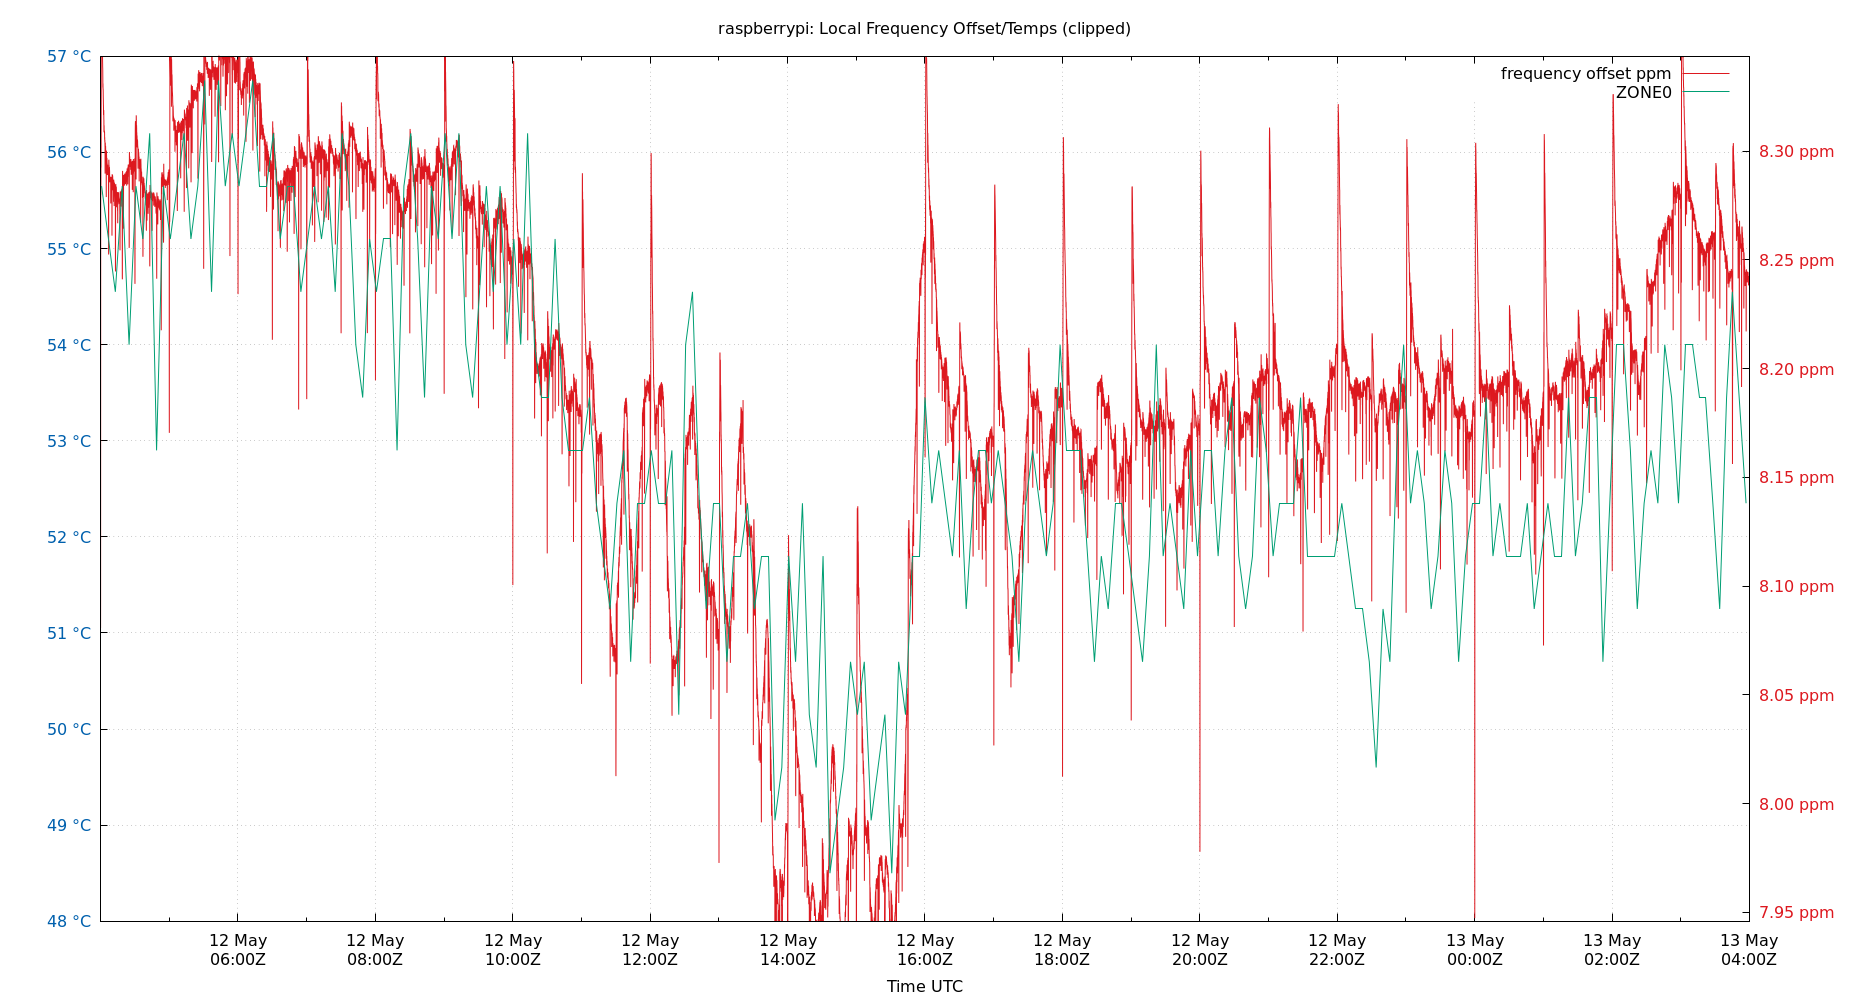 raspberrypi: Local Frequency Offset/Temps (clipped)
frequency offset ppm
ZONE0
57 °C
56 °C
55 °C
54 °C
53 °C
52 °C
51 °C
50 °C
49 °C
48 °C
8.30 ppm
8.25 ppm
8.20 ppm
8.15 ppm
8.10 ppm
8.05 ppm
8.00 ppm
7.95 ppm
12 May
06:00Z
12 May
08:00Z
12 May
10:00Z
12 May
12:00Z
12 May
14:00Z
12 May
16:00Z
12 May
18:00Z
12 May
20:00Z
12 May
22:00Z
13 May
00:00Z
13 May
02:00Z
13 May
04:00Z
Time UTC